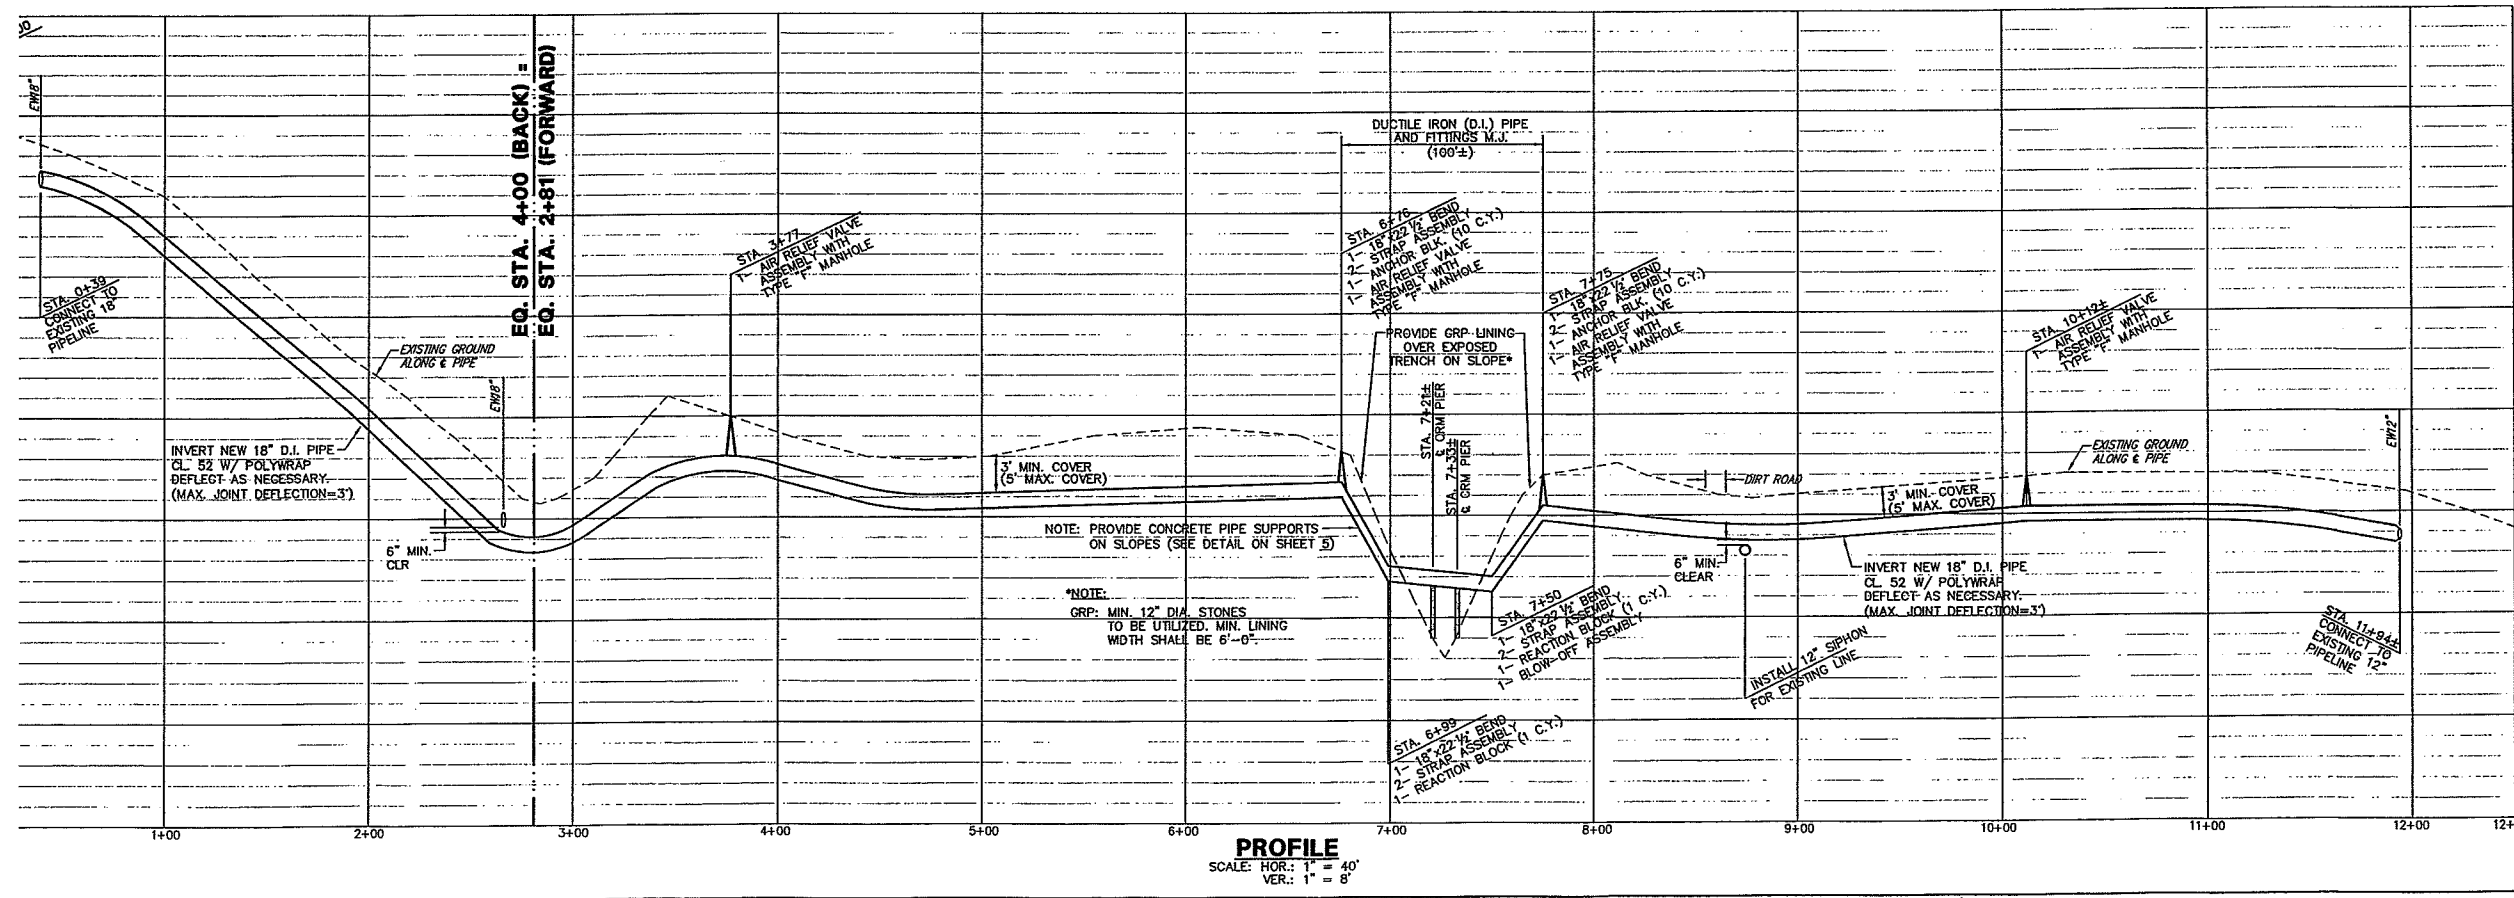 EW18"
STA. 0+39
CONNECT TO
EXISTING 18"
PIPELINE
EQ. STA. 4+00 (BACK) =
EQ. STA. 2+81 (FORWARD)
EXISTING GROUND
ALONG ℄ PIPE
EW18"
INVERT NEW 18" D.I. PIPE
CL. 52 W/ POLYWRAP
DEFLECT AS NECESSARY.
(MAX. JOINT DEFLECTION=3°)
6" MIN.
CLR
STA. 3+77
1- AIR RELIEF VALVE
ASSEMBLY WITH
TYPE "F" MANHOLE
3' MIN. COVER
(5' MAX. COVER)
NOTE: PROVIDE CONCRETE PIPE SUPPORTS
ON SLOPES (SEE DETAIL ON SHEET 5)
*NOTE:
GRP: MIN. 12" DIA. STONES
TO BE UTILIZED. MIN. LINING
WIDTH SHALL BE 6'-0".
DUCTILE IRON (D.I.) PIPE
AND FITTINGS M.J.
(100'±)
STA. 6+76
1- 18"x22 ½° BEND
2- STRAP ASSEMBLY
1- ANCHOR BLK. (10 C.Y.)
1- AIR RELIEF VALVE
ASSEMBLY WITH
TYPE "F" MANHOLE
PROVIDE GRP LINING
OVER EXPOSED
TRENCH ON SLOPE*
STA. 7+21±
℄ CRM PIER
STA. 7+33±
℄ CRM PIER
STA. 7+75
1- 18"x22 ½° BEND
2- STRAP ASSEMBLY
1- ANCHOR BLK. (10 C.Y.)
1- AIR RELIEF VALVE
ASSEMBLY WITH
TYPE "F" MANHOLE
STA. 6+99
1- 18"x22 ½° BEND
2- STRAP ASSEMBLY
1- REACTION BLOCK (1 C.Y.)
STA. 7+50
1- 18"x22 ½° BEND
2- STRAP ASSEMBLY
1- REACTION BLOCK (1 C.Y.)
1- BLOW-OFF ASSEMBLY
DIRT ROAD
6" MIN.
CLEAR
INSTALL 12" SIPHON
FOR EXISTING LINE
3' MIN. COVER
(5' MAX. COVER)
INVERT NEW 18" D.I. PIPE
CL. 52 W/ POLYWRAP
DEFLECT AS NECESSARY.
(MAX. JOINT DEFLECTION=3°)
STA. 10+12±
1- AIR RELIEF VALVE
ASSEMBLY WITH
TYPE "F" MANHOLE
EXISTING GROUND
ALONG ℄ PIPE
EW12"
STA. 11+94±
CONNECT TO
EXISTING 12"
PIPELINE
1+00 2+00 3+00 4+00 5+00 6+00 7+00 8+00 9+00 10+00 11+00 12+00 12+
PROFILE
SCALE: HOR.: 1" = 40'
VER.: 1" = 8'